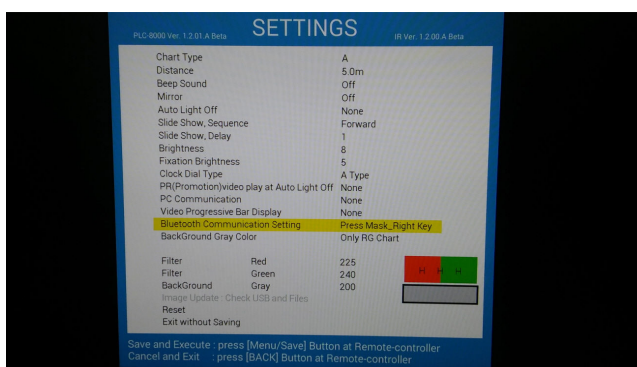 PLC-8000 Ver. 1.2.01.A Beta SETTINGS IR Ver. 1.2.00.A Beta
Chart Type A
Distance 5.0m
Beep Sound Off
Mirror Off
Auto Light Off None
Slide Show, Sequence Forward
Slide Show, Delay 1
Brightness 8
Fixation Brightness 5
Clock Dial Type A Type
PR(Promotion)video play at Auto Light Off None
PC Communication None
Video Progressive Bar Display None
Bluetooth Communication Setting Press Mask_Right Key
BackGround Gray Color Only RG Chart
Filter Red 225
Filter Green 240
H H H
BackGround Gray 200
Image Update : Check USB and Files
Reset
Exit without Saving
Save and Execute : press [Menu/Save] Button at Remote-controller
Cancel and Exit : press [BACK] Button at Remote-controller